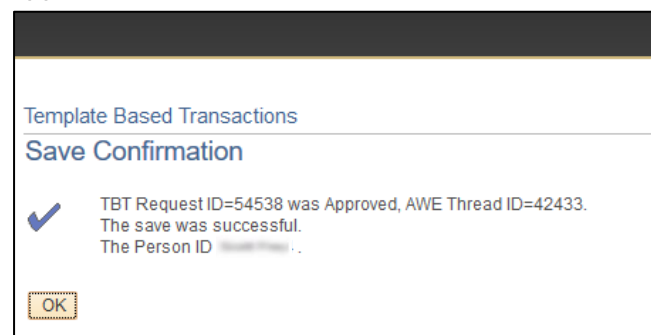 Template Based Transactions
Save Confirmation
TBT Request ID=54538 was Approved, AWE Thread ID=42433.
The save was successful.
The Person ID .
OK